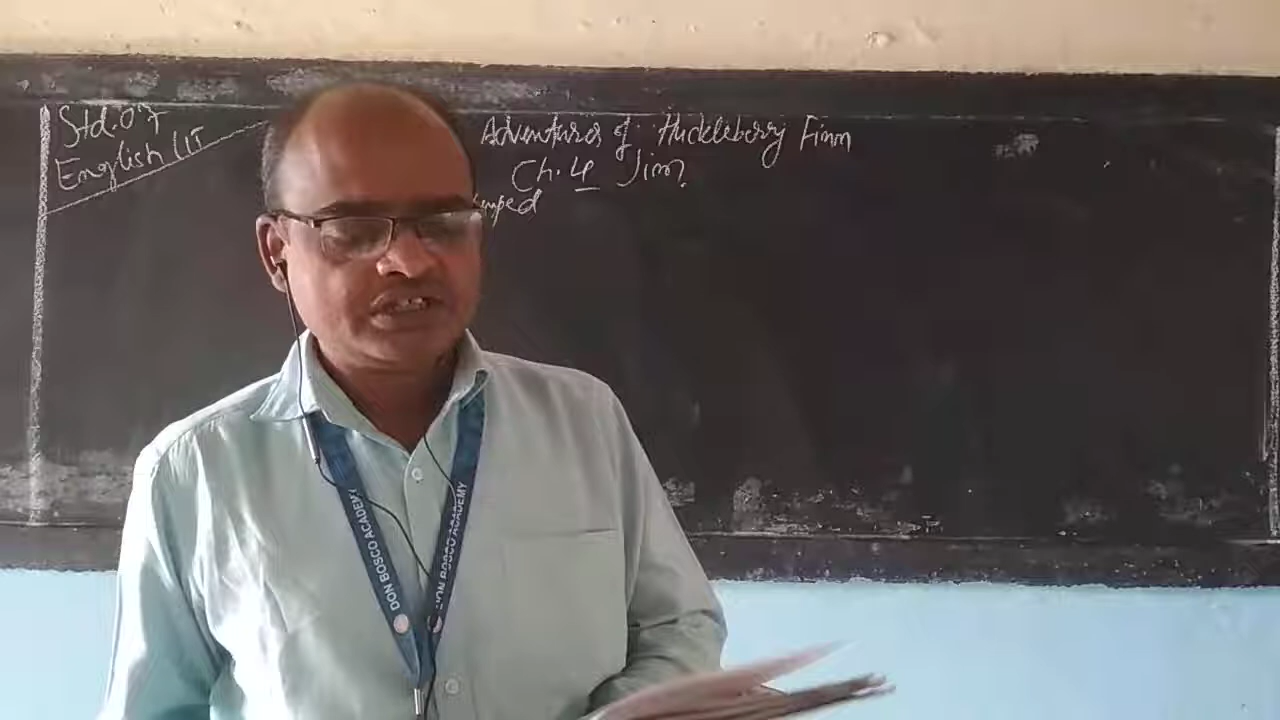 Std. 07
English LIT
Adventures of Huckleberry Finn
Ch. 4 Jim
DON BOSCO ACADEMY
DON BOSCO ACADEMY